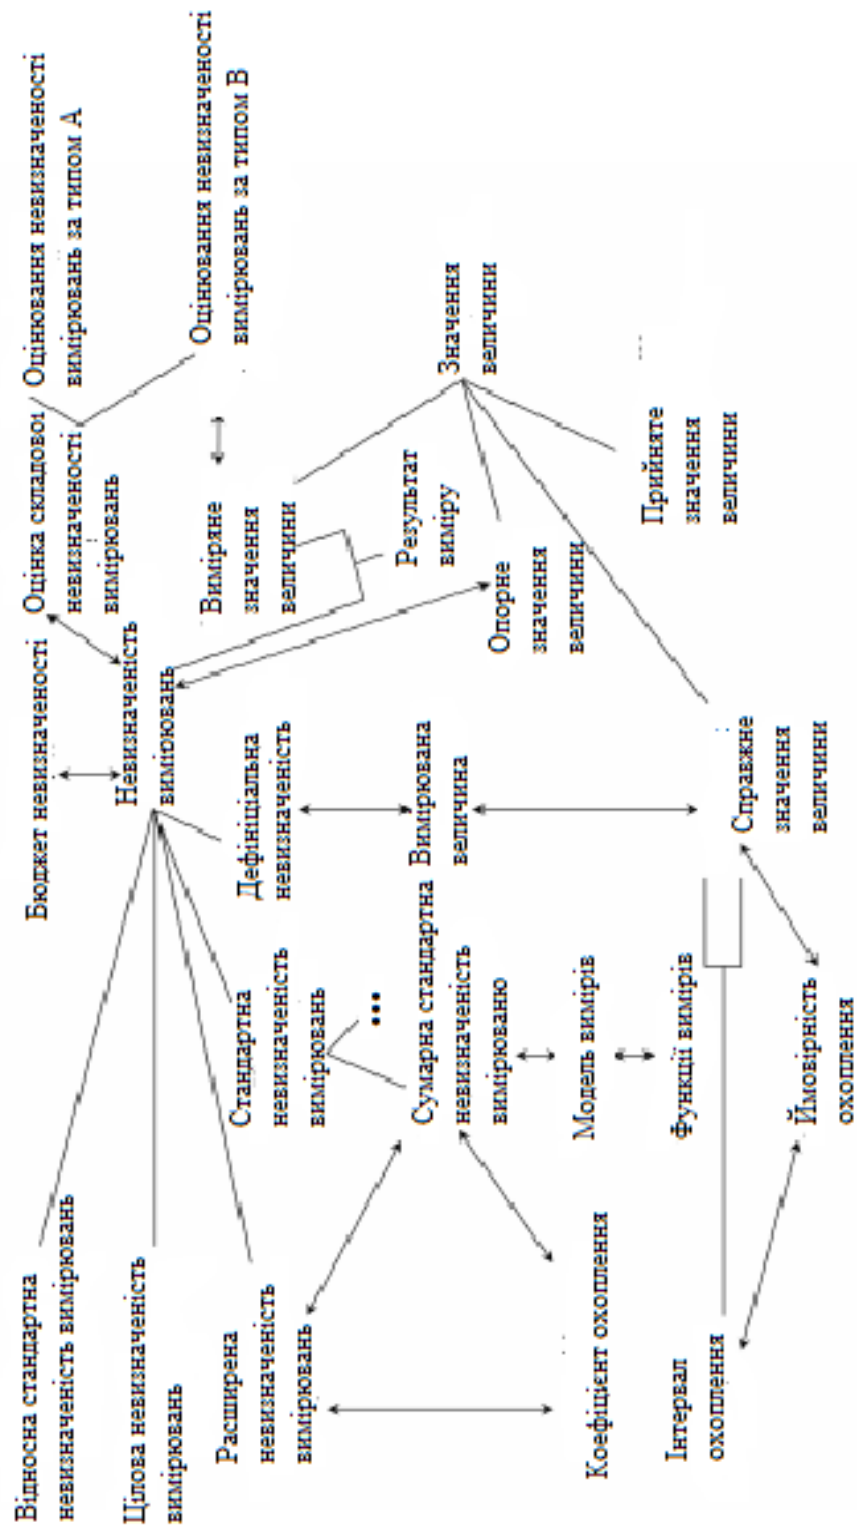 Відносна стандартна
невизначеність вимірювань
Цілова невизначеність
вимірювань
Расширена
невизначеність
вимірювань
Коефіцієнт охоплення
Інтервал
охоплення
Стандартна
невизначеність
вимірювань
...
Сумарна стандартна
невизначеність
вимірюваню
Модель вимірів
Функції вимірів
Ймовірність
охоплення
Бюджет невизначеності
Невизначеність
вимірювань
Дефініціальна
невизначеність
Вимірювана
величина
Справжне
значення
величини
Оцінка складової
невизначеності
вимірювань
Виміряне
значення
величини
Результат
виміру
Опорне
значення
величини
Прийняте
значення
величини
...
Оцінювання невизначеності
вимірювань за типом А
Оцінювання невизначеності
вимірювань за типом В
Значення
величини